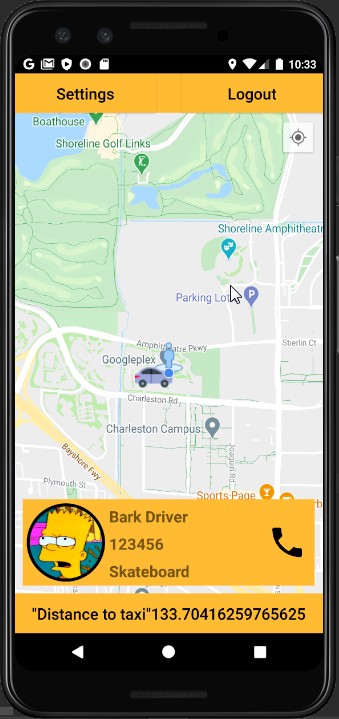 G 10:33
Settings Logout
Boathouse
Shoreline Golf Links
Shoreline Amphitheatr
Parking Lot
P
Amphitheatre Pkwy
Stierlin Ct
Googleplex
Charleston Rd
Charleston Campus
Joaquin Rd
Bayshore Fwy
Plymouth St
Sports Page
rb
Bark Driver
123456
Skateboard
"Distance to taxi"133.70416259765625